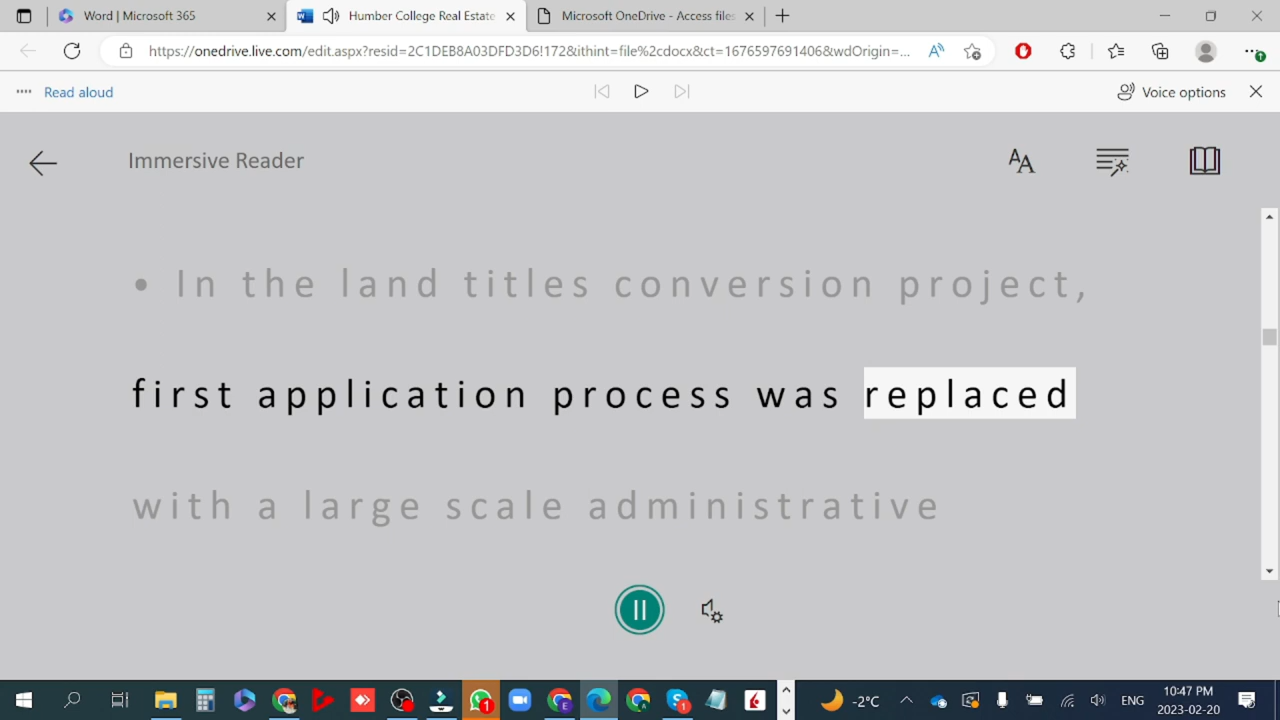 Word | Microsoft 365
Humber College Real Estate
Microsoft OneDrive - Access files
https://onedrive.live.com/edit.aspx?resid=2C1DEB8A03DFD3D6!172&ithint=file%2cdocx&ct=1676597691406&wdOrigin=...
Read aloud
Voice options
Immersive Reader
• In the land titles conversion project,
first application process was replaced
with a large scale administrative
-2°C
ENG
10:47 PM
2023-02-20